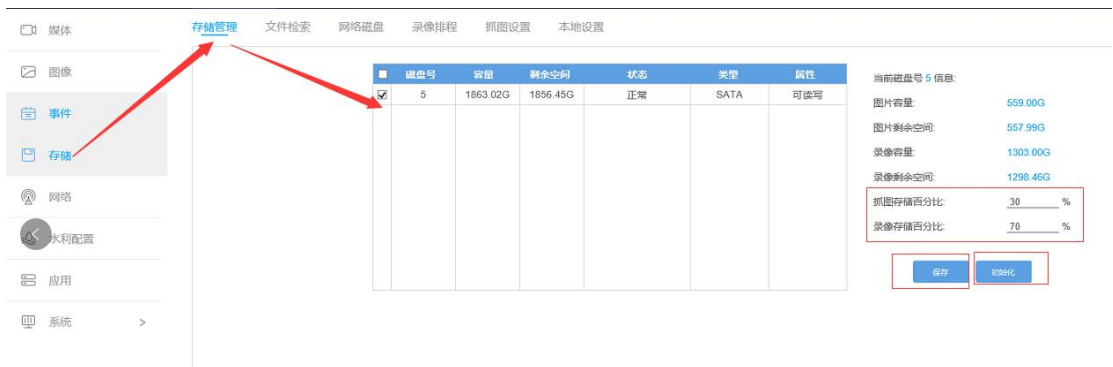 媒体
图像
事件
存储
网络
水利配置
应用
系统 >
存储管理 文件检索 网络磁盘 录像排程 抓图设置 本地设置
磁盘号 容量 剩余空间 状态 类型 属性
5 1863.02G 1856.45G 正常 SATA 可读写
当前磁盘号 5 信息:
图片容量: 559.00G
图片剩余空间: 557.99G
录像容量: 1303.00G
录像剩余空间: 1298.46G
抓图存储百分比: 30 %
录像存储百分比: 70 %
保存 初始化